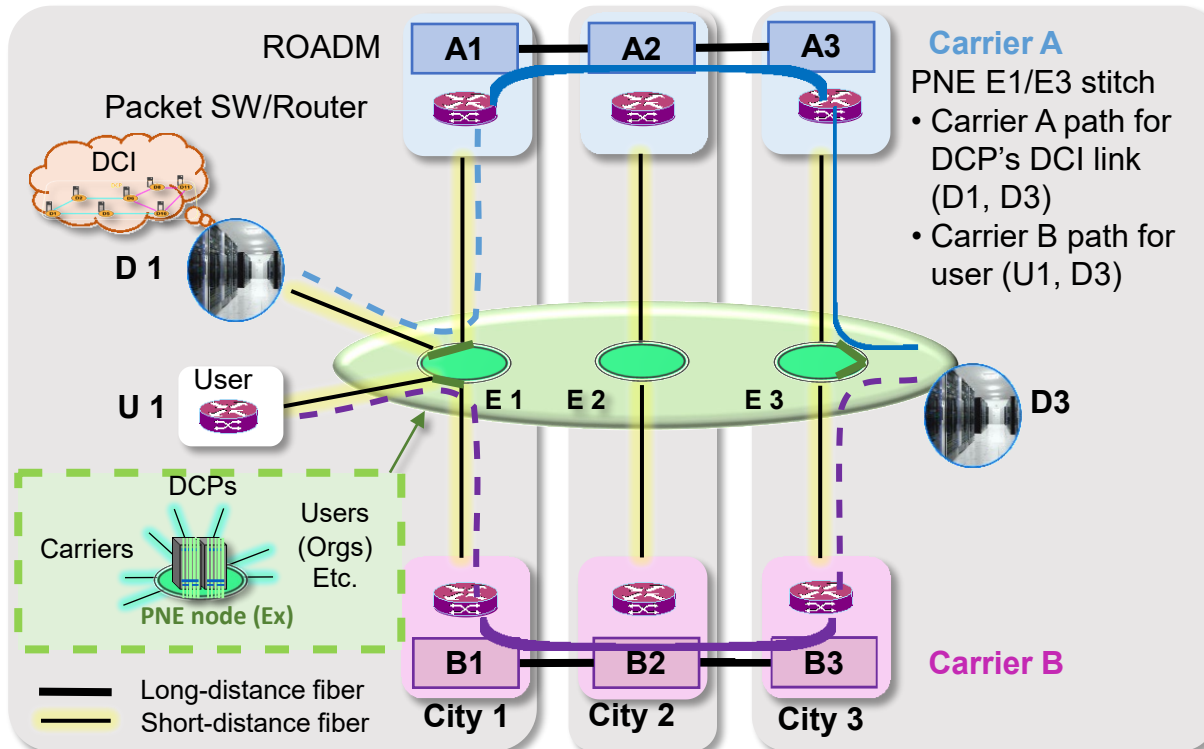 ROADM
A1
A2
A3
Carrier A
Packet SW/Router
PNE E1/E3 stitch
• Carrier A path for
DCP's DCI link
(D1, D3)
• Carrier B path for
user (U1, D3)
DCI
D 1
User
U 1
E 1
E 2
E 3
D3
DCPs
Carriers
Users
(Orgs)
Etc.
PNE node (Ex)
B1
B2
B3
Carrier B
Long-distance fiber
Short-distance fiber
City 1
City 2
City 3